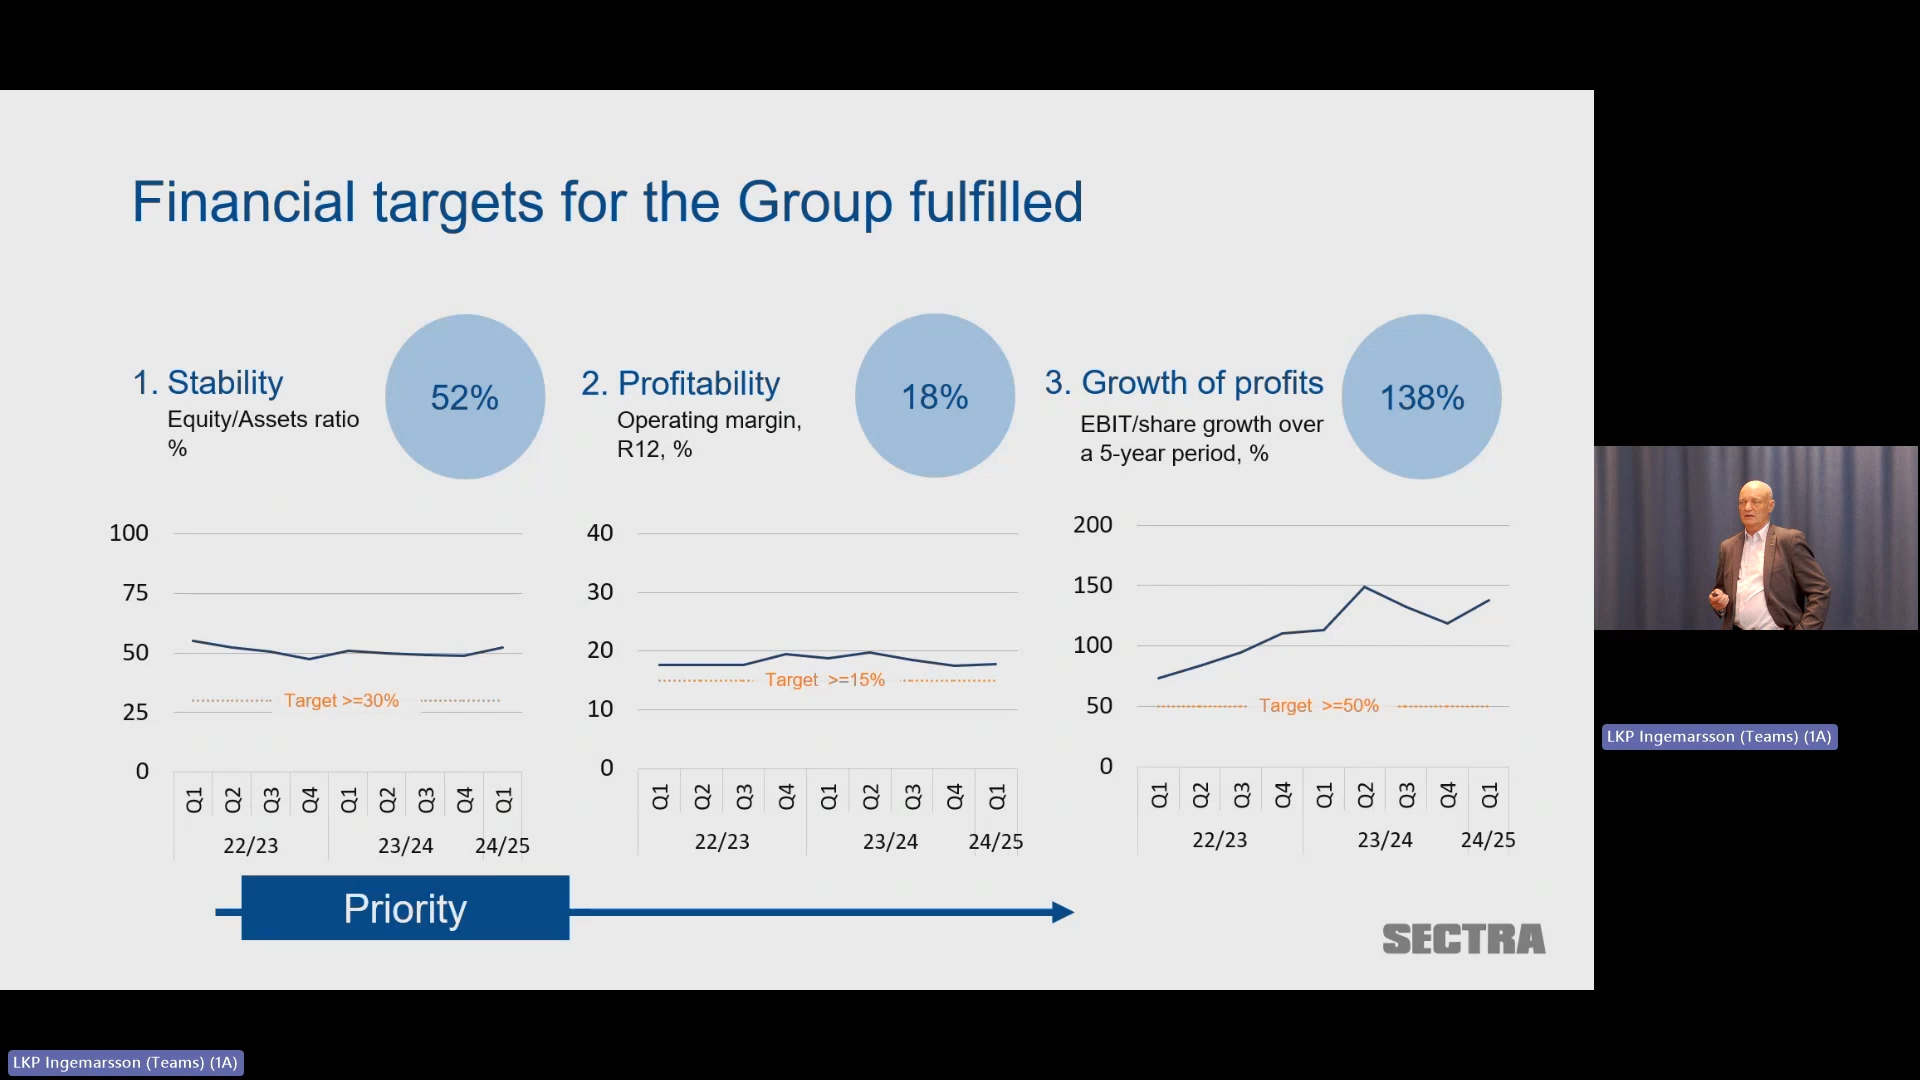 Financial targets for the Group fulfilled
1. Stability
Equity/Assets ratio
%
52%
2. Profitability
Operating margin,
R12, %
18%
3. Growth of profits
EBIT/share growth over
a 5-year period, %
138%
100
75
50
25
0
Target >=30%
Q1 Q2 Q3 Q4 Q1 Q2 Q3 Q4 Q1
22/23 23/24 24/25
40
30
20
10
0
Target >=15%
Q1 Q2 Q3 Q4 Q1 Q2 Q3 Q4 Q1
22/23 23/24 24/25
200
150
100
50
0
Target >=50%
Q1 Q2 Q3 Q4 Q1 Q2 Q3 Q4 Q1
22/23 23/24 24/25
Priority
SECTRA
LKP Ingemarsson (Teams) (1A)
LKP Ingemarsson (Teams) (1A)